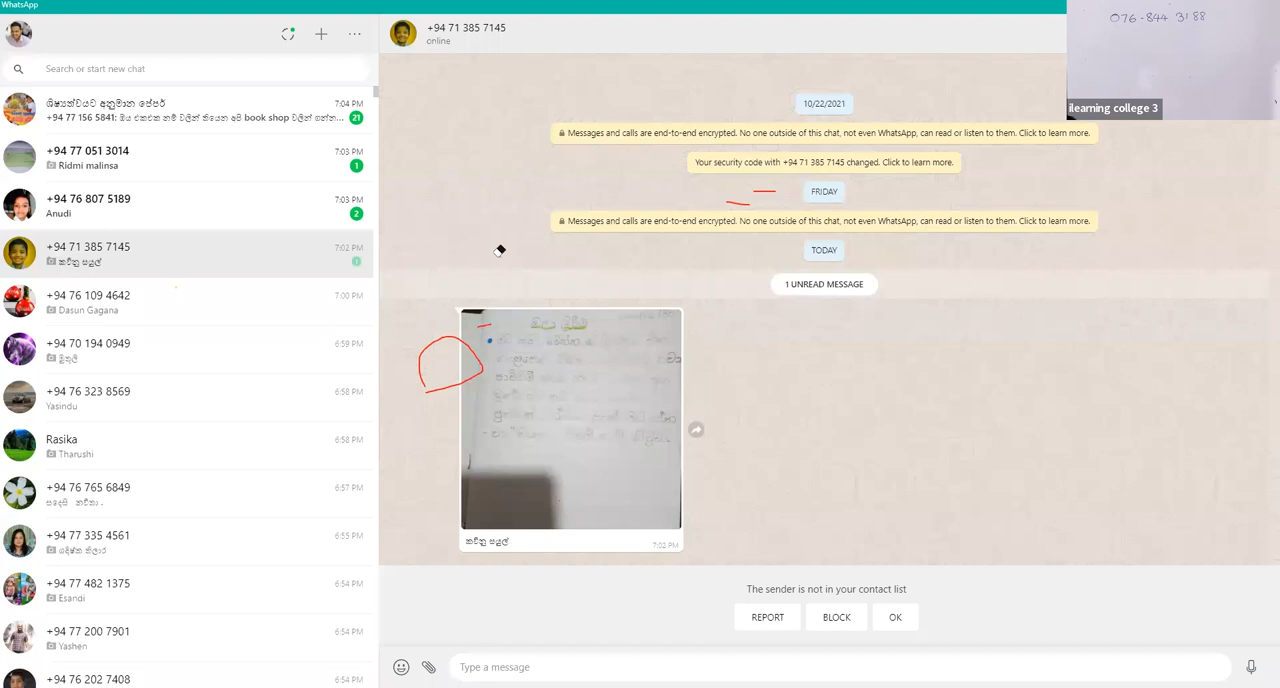 WhatsApp
Search or start new chat
ශිෂ්‍යත්වයට අනුමාන පේපර් 7:04 PM
+94 77 156 5841: ඔය එකඑක නම් වලින් තියෙන අපි book shop වලින් ගන්න... 21
+94 77 051 3014 7:03 PM
Ridmi malinsa 1
+94 76 807 5189 7:03 PM
Anudi 2
+94 71 385 7145 7:02 PM
කවිනු සයුල් 1
+94 76 109 4642 7:00 PM
Dasun Gagana
+94 70 194 0949 6:59 PM
+94 76 323 8569 6:58 PM
Yasindu
Rasika 6:58 PM
Tharushi
+94 76 765 6849 6:57 PM
සදෙසි කවිතා .
+94 77 335 4561 6:55 PM
+94 77 482 1375 6:54 PM
Esandi
+94 77 200 7901 6:54 PM
Yashen
+94 76 202 7408 6:54 PM
+94 71 385 7145
online
076-844 3188
ilearning college 3
10/22/2021
Messages and calls are end-to-end encrypted. No one outside of this chat, not even WhatsApp, can read or listen to them. Click to learn more.
Your security code with +94 71 385 7145 changed. Click to learn more.
FRIDAY
Messages and calls are end-to-end encrypted. No one outside of this chat, not even WhatsApp, can read or listen to them. Click to learn more.
TODAY
1 UNREAD MESSAGE
කවිනු සයුල්
7:02 PM
The sender is not in your contact list
REPORT BLOCK OK
Type a message